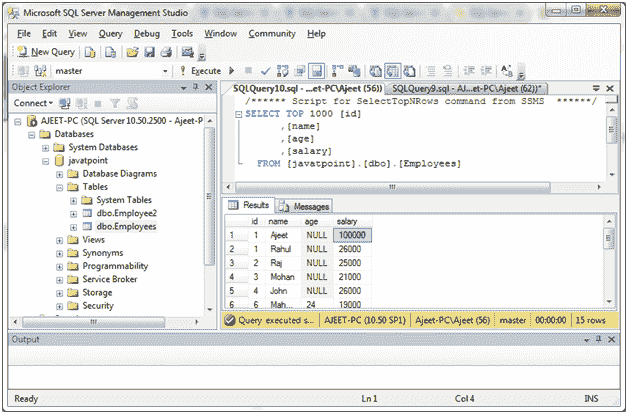 Microsoft SQL Server Management Studio
File Edit View Query Debug Tools Window Community Help
New Query
master Execute
Object Explorer
Connect
AJEET-PC (SQL Server 10.50.2500 - Ajeet-P
Databases
System Databases
javatpoint
Database Diagrams
Tables
System Tables
dbo.Employee2
dbo.Employees
Views
Synonyms
Programmability
Service Broker
Storage
Security
SQLQuery10.sql - ...et-PC\Ajeet (56)) SQLQuery9.sql - AJ...et-PC\Ajeet (62))*
/****** Script for SelectTopNRows command from SSMS ******/
SELECT TOP 1000 [id]
,[name]
,[age]
,[salary]
FROM [javatpoint].[dbo].[Employees]
Results Messages
id name age salary
1 1 Ajeet NULL 100000
2 1 Rahul NULL 26000
3 2 Raj NULL 25000
4 3 Mohan NULL 21000
5 4 John NULL 26000
6 6 Mah... 24 19000
Query executed s... AJEET-PC (10.50 SP1) Ajeet-PC\Ajeet (56) master 00:00:00 15 rows
Output
Ready Ln 1 Col 4 INS